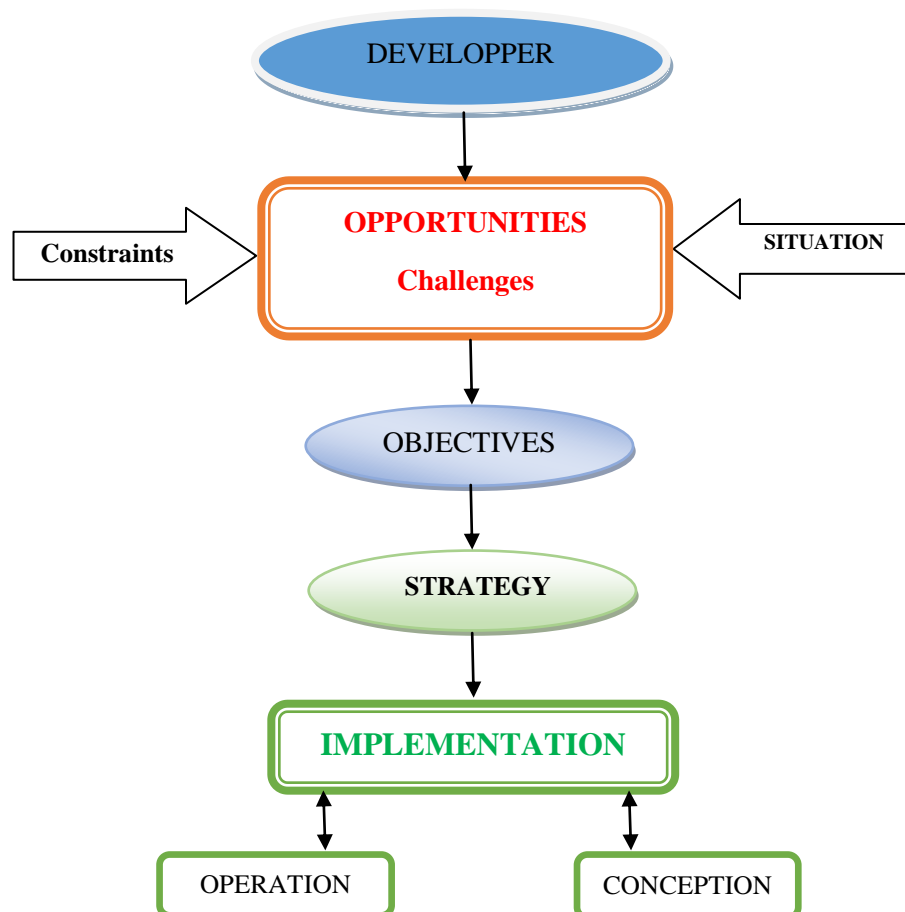 DEVELOPPER
OPPORTUNITIES
Challenges
Constraints
SITUATION
OBJECTIVES
STRATEGY
IMPLEMENTATION
OPERATION
CONCEPTION